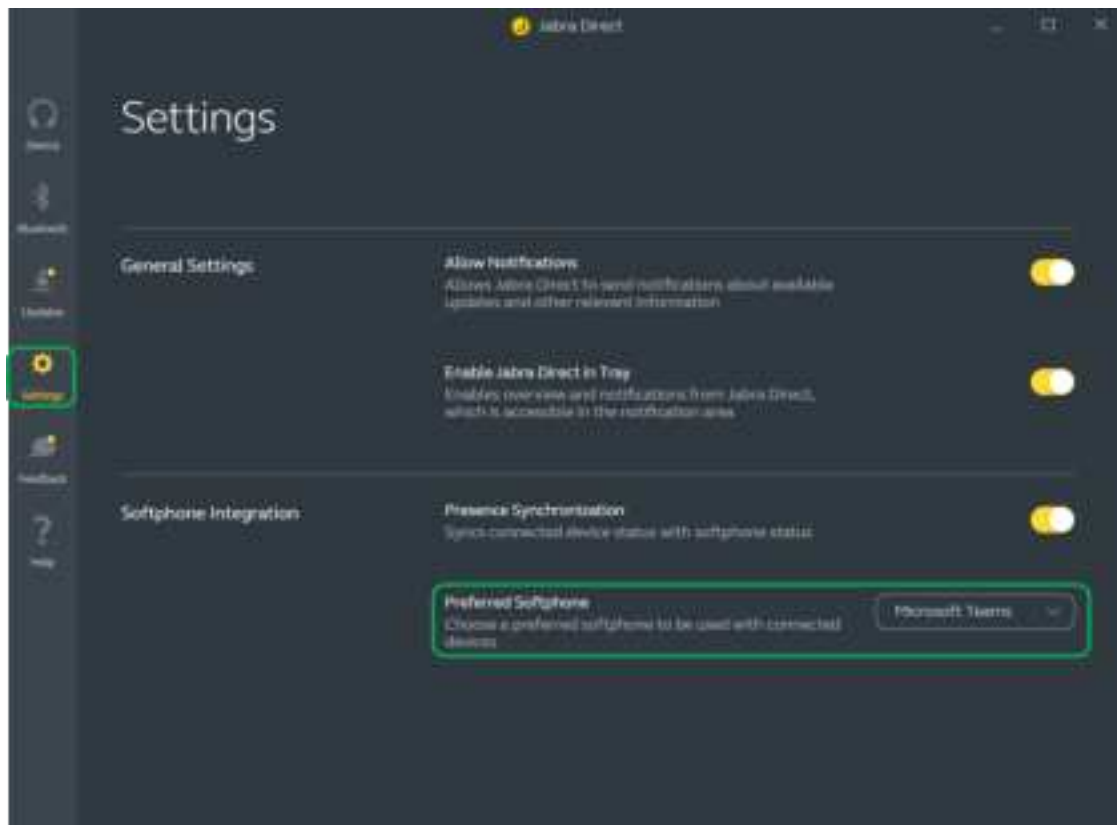 Jabra Direct
Settings
Device
Bluetooth
Updates
Settings
Feedback
Help
General Settings
Allow Notifications
Allows Jabra Direct to send notifications about available
updates and other relevant information
Enable Jabra Direct in Tray
Enables overview and notifications from Jabra Direct,
which is accessible in the notification area
Softphone Integration
Presence Synchronization
Syncs connected device status with softphone status
Preferred Softphone
Choose a preferred softphone to be used with connected
devices
Microsoft Teams